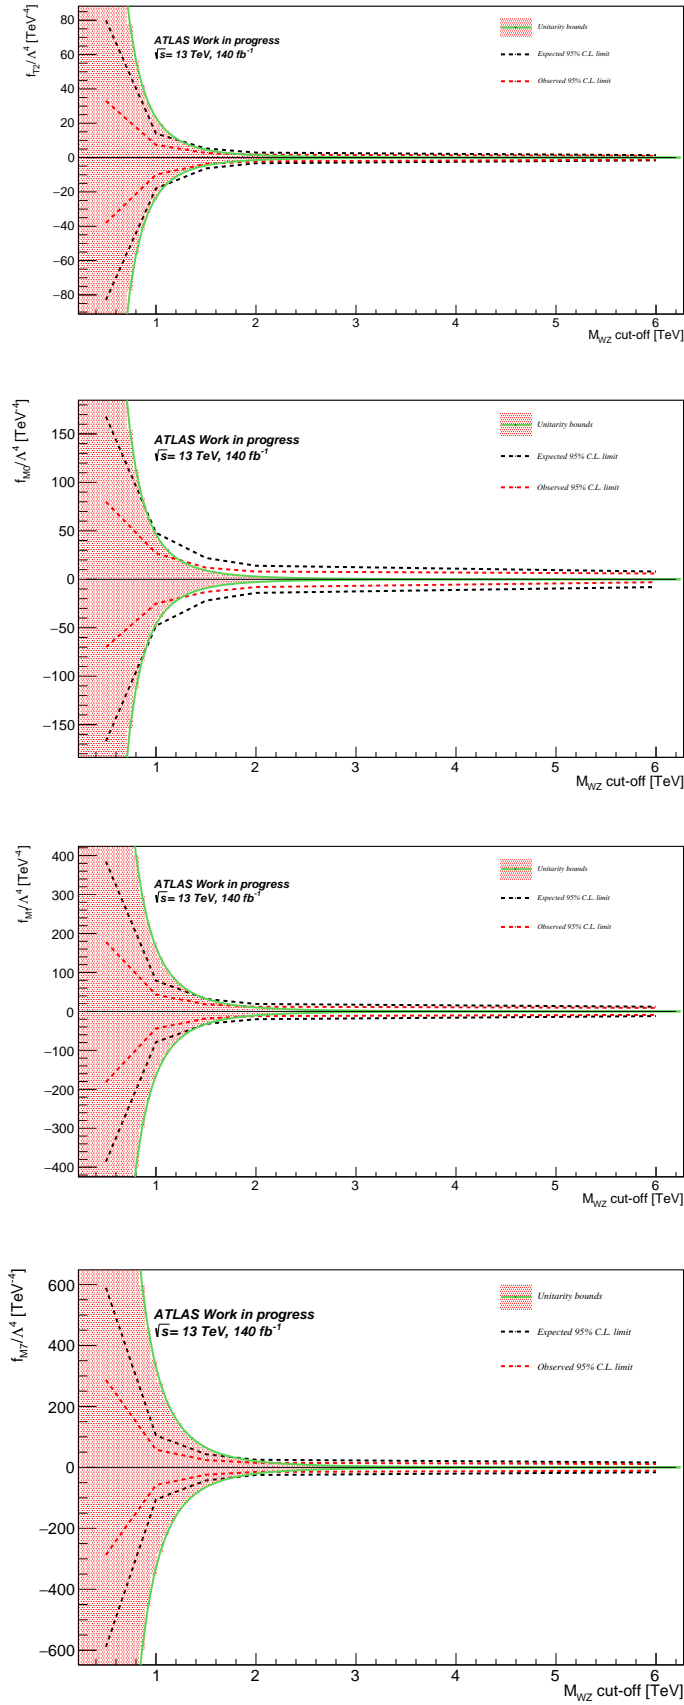 f_T2/Λ⁴ [TeV⁻⁴]
80
60
40
20
0
−20
−40
−60
−80
ATLAS Work in progress
√s= 13 TeV, 140 fb⁻¹
Unitarity bounds
Expected 95% C.L. limit
Observed 95% C.L. limit
1 2 3 4 5 6
M_WZ cut-off [TeV]
f_M0/Λ⁴ [TeV⁻⁴]
150
100
50
0
−50
−100
−150
ATLAS Work in progress
√s= 13 TeV, 140 fb⁻¹
Unitarity bounds
Expected 95% C.L. limit
Observed 95% C.L. limit
1 2 3 4 5 6
M_WZ cut-off [TeV]
f_M1/Λ⁴ [TeV⁻⁴]
400
300
200
100
0
−100
−200
−300
−400
ATLAS Work in progress
√s= 13 TeV, 140 fb⁻¹
Unitarity bounds
Expected 95% C.L. limit
Observed 95% C.L. limit
1 2 3 4 5 6
M_WZ cut-off [TeV]
f_M7/Λ⁴ [TeV⁻⁴]
600
400
200
0
−200
−400
−600
ATLAS Work in progress
√s= 13 TeV, 140 fb⁻¹
Unitarity bounds
Expected 95% C.L. limit
Observed 95% C.L. limit
1 2 3 4 5 6
M_WZ cut-off [TeV]